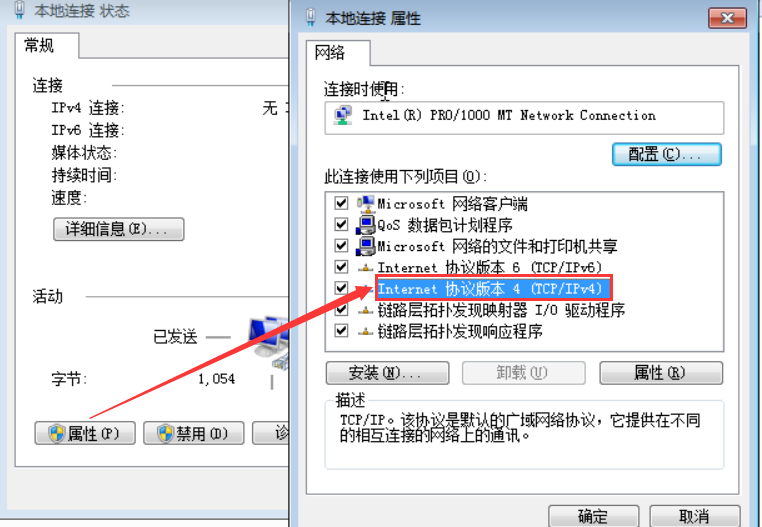 本地连接 状态
常规
连接
IPv4 连接:
无 I
IPv6 连接:
媒体状态:
持续时间:
速度:
详细信息(E)...
活动
已发送
字节:
1,054
属性(P)
禁用(D)
诊
本地连接 属性
网络
连接时使用:
Intel(R) PRO/1000 MT Network Connection
配置(C)...
此连接使用下列项目(O):
Microsoft 网络客户端
QoS 数据包计划程序
Microsoft 网络的文件和打印机共享
Internet 协议版本 6 (TCP/IPv6)
Internet 协议版本 4 (TCP/IPv4)
链路层拓扑发现映射器 I/O 驱动程序
链路层拓扑发现响应程序
安装(N)...
卸载(U)
属性(R)
描述
TCP/IP。该协议是默认的广域网络协议，它提供在不同
的相互连接的网络上的通讯。
确定
取消